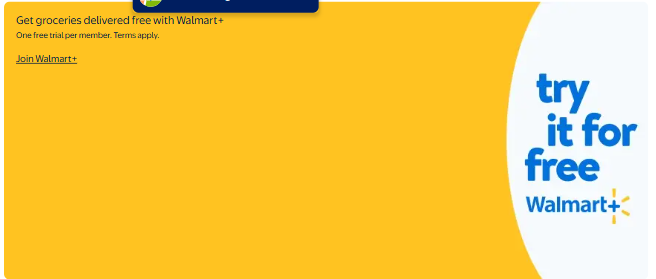 Get groceries delivered free with Walmart+
One free trial per member. Terms apply.
Join Walmart+
try
it for
free
Walmart+